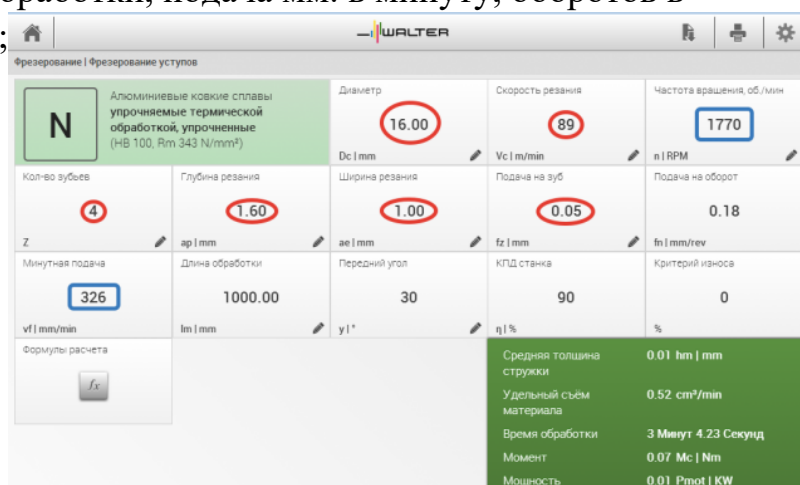 обработки, подача мм. в минуту, оборотов в
;
WALTER
Фрезерование | Фрезерование уступов
N
Алюминиевые ковкие сплавы
упрочняемые термической
обработкой, упрочненные
(HB 100, Rm 343 N/mm²)
Диаметр
16.00
Dc | mm
Скорость резания
89
Vc | m/min
Частота вращения, об./мин
1770
n | RPM
Кол-во зубьев
4
Z
Глубина резания
1.60
ap | mm
Ширина резания
1.00
ae | mm
Подача на зуб
0.05
fz | mm
Подача на оборот
0.18
fn | mm/rev
Минутная подача
326
vf | mm/min
Длина обработки
1000.00
lm | mm
Передний угол
30
γ | °
КПД станка
90
η | %
Критерий износа
0
%
Формулы расчета
fx
Средняя толщина
стружки
0.01 hm | mm
Удельный съём
материала
0.52 cm³/min
Время обработки
3 Минут 4.23 Секунд
Момент
0.07 Mc | Nm
Мощность
0.01 Pmot | KW